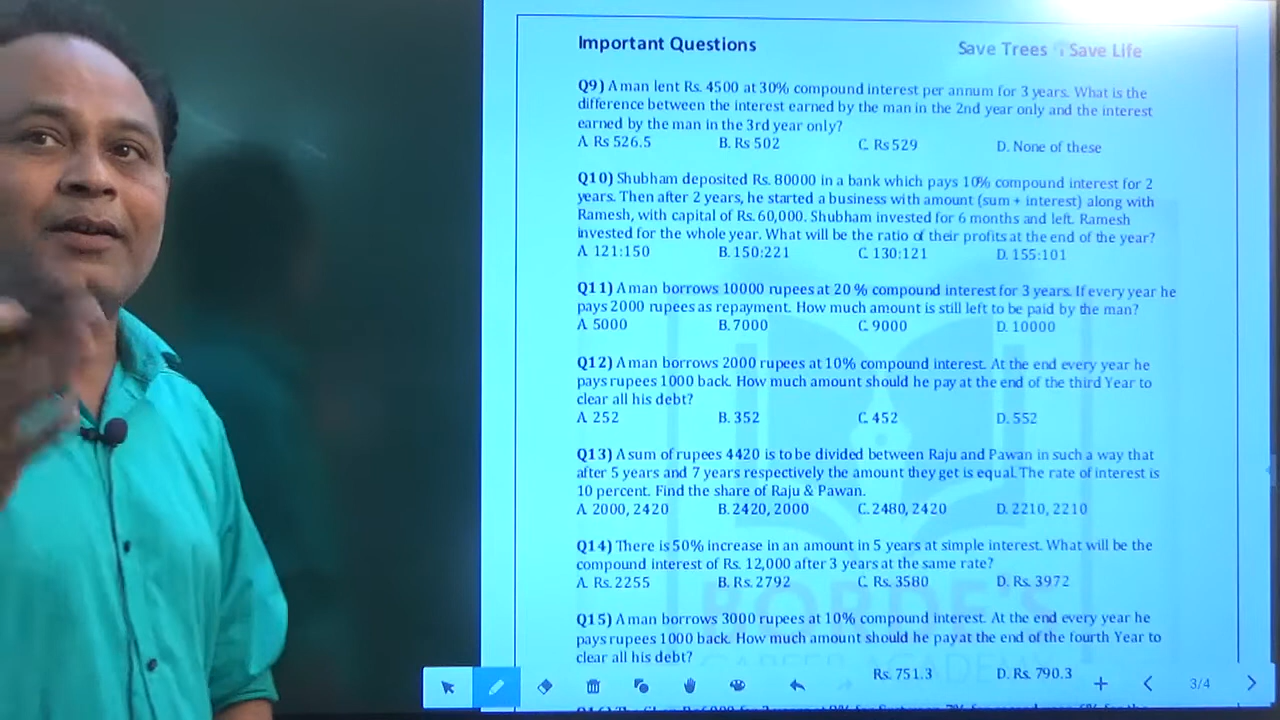 Important Questions
Save Trees Save Life
Q9) A man lent Rs. 4500 at 30% compound interest per annum for 3 years. What is the
difference between the interest earned by the man in the 2nd year only and the interest
earned by the man in the 3rd year only?
A. Rs 526.5 B. Rs 502 C. Rs 529 D. None of these
Q10) Shubham deposited Rs. 80000 in a bank which pays 10% compound interest for 2
years. Then after 2 years, he started a business with amount (sum + interest) along with
Ramesh, with capital of Rs. 60,000. Shubham invested for 6 months and left. Ramesh
invested for the whole year. What will be the ratio of their profits at the end of the year?
A. 121:150 B. 150:221 C. 130:121 D. 155:101
Q11) A man borrows 10000 rupees at 20 % compound interest for 3 years. If every year he
pays 2000 rupees as repayment. How much amount is still left to be paid by the man?
A. 5000 B. 7000 C. 9000 D. 10000
Q12) A man borrows 2000 rupees at 10% compound interest. At the end every year he
pays rupees 1000 back. How much amount should he pay at the end of the third Year to
clear all his debt?
A. 252 B. 352 C. 452 D. 552
Q13) A sum of rupees 4420 is to be divided between Raju and Pawan in such a way that
after 5 years and 7 years respectively the amount they get is equal. The rate of interest is
10 percent. Find the share of Raju & Pawan.
A. 2000, 2420 B. 2420, 2000 C. 2480, 2420 D. 2210, 2210
Q14) There is 50% increase in an amount in 5 years at simple interest. What will be the
compound interest of Rs. 12,000 after 3 years at the same rate?
A. Rs. 2255 B. Rs. 2792 C. Rs. 3580 D. Rs. 3972
Q15) A man borrows 3000 rupees at 10% compound interest. At the end every year he
pays rupees 1000 back. How much amount should he pay at the end of the fourth Year to
clear all his debt?
Rs. 751.3 D. Rs. 790.3
3/4